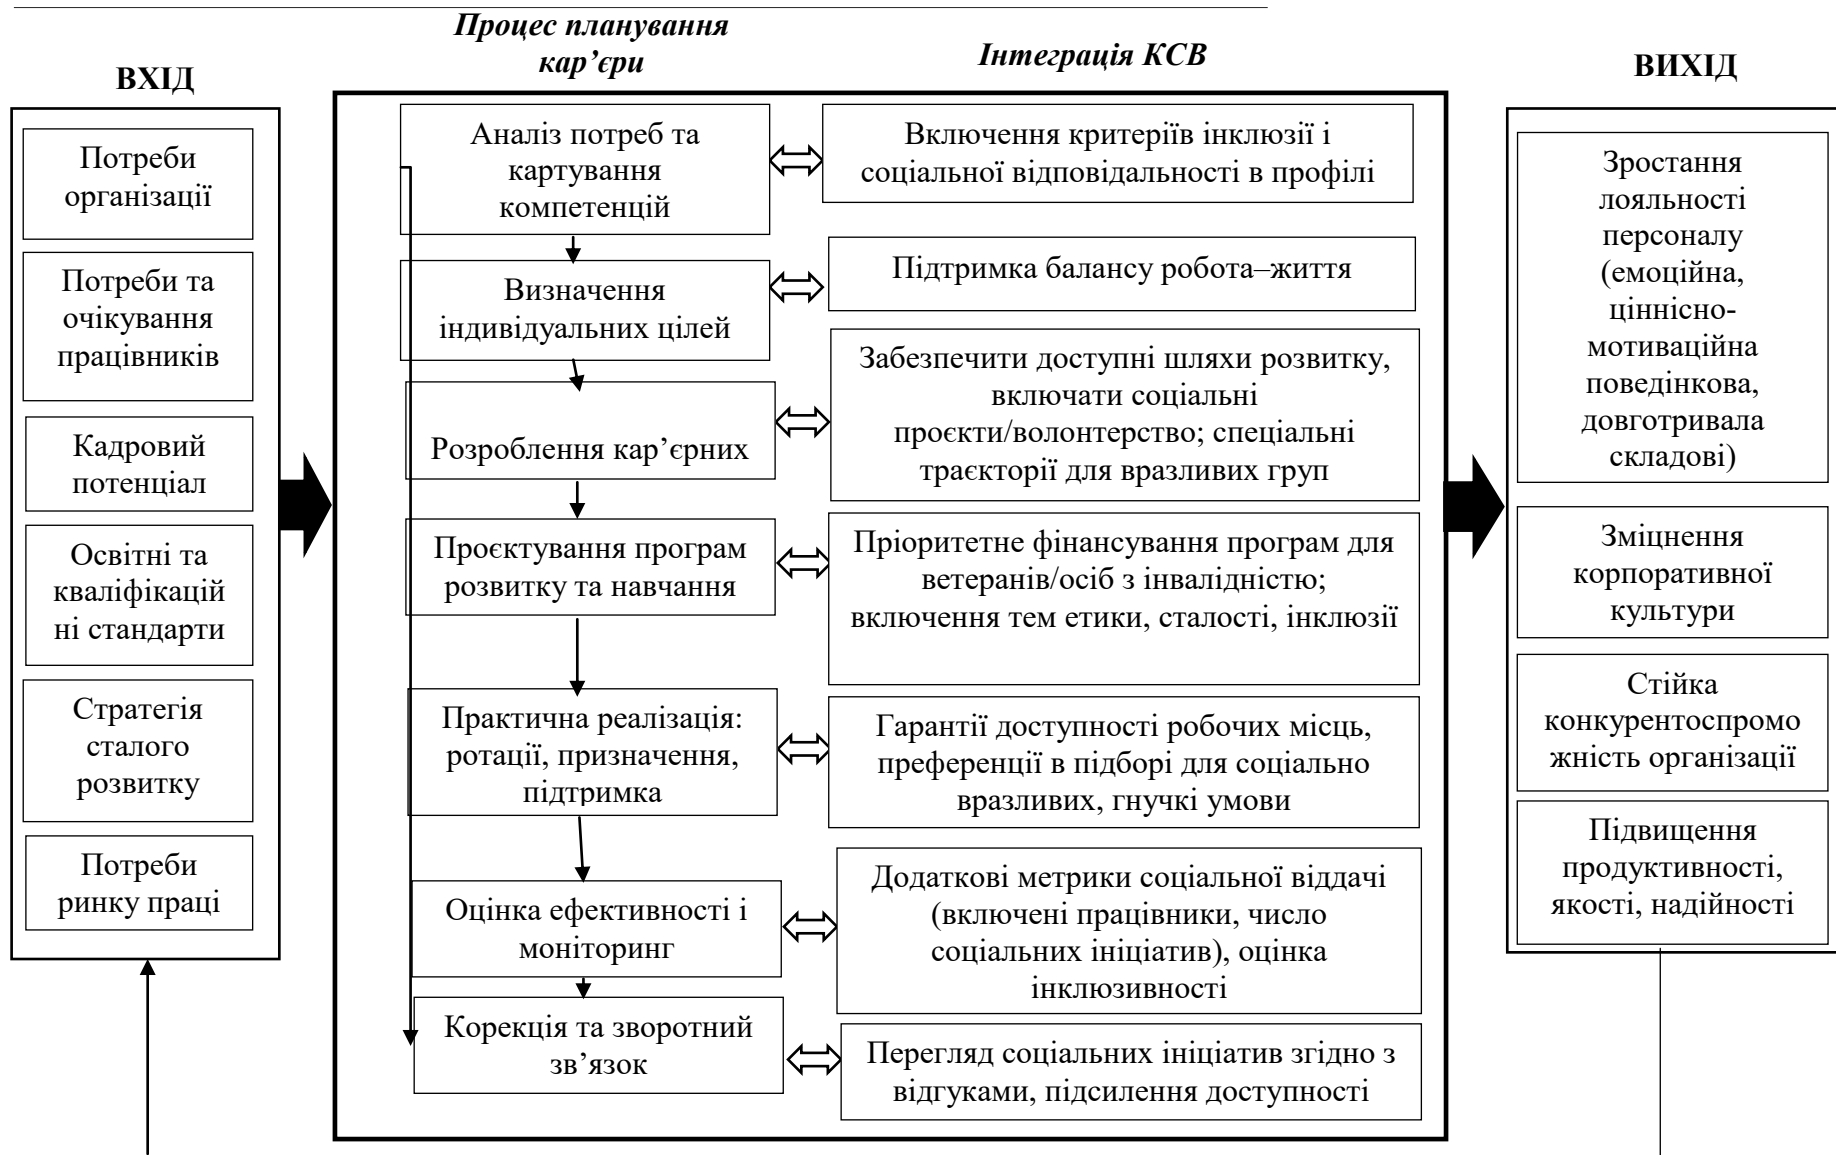 Процес планування
кар’єри
Інтеграція КСВ
ВХІД
ВИХІД
Потреби
організації
Потреби та
очікування
працівників
Кадровий
потенціал
Освітні та
кваліфікацій
ні стандарти
Стратегія
сталого
розвитку
Потреби
ринку праці
Аналіз потреб та
картування
компетенцій
Включення критеріїв інклюзії і
соціальної відповідальності в профілі
Визначення
індивідуальних цілей
Підтримка балансу робота–життя
Розроблення кар’єрних
Забезпечити доступні шляхи розвитку,
включати соціальні
проєкти/волонтерство; спеціальні
траєкторії для вразливих груп
Проєктування програм
розвитку та навчання
Пріоритетне фінансування програм для
ветеранів/осіб з інвалідністю;
включення тем етики, сталості, інклюзії
Практична реалізація:
ротації, призначення,
підтримка
Гарантії доступності робочих місць,
преференції в підборі для соціально
вразливих, гнучкі умови
Оцінка ефективності і
моніторинг
Додаткові метрики соціальної віддачі
(включені працівники, число
соціальних ініціатив), оцінка
інклюзивності
Корекція та зворотний
зв’язок
Перегляд соціальних ініціатив згідно з
відгуками, підсилення доступності
Зростання
лояльності
персоналу
(емоційна,
ціннісно-
мотиваційна
поведінкова,
довготривала
складові)
Зміцнення
корпоративної
культури
Стійка
конкурентоспромо
жність організації
Підвищення
продуктивності,
якості, надійності